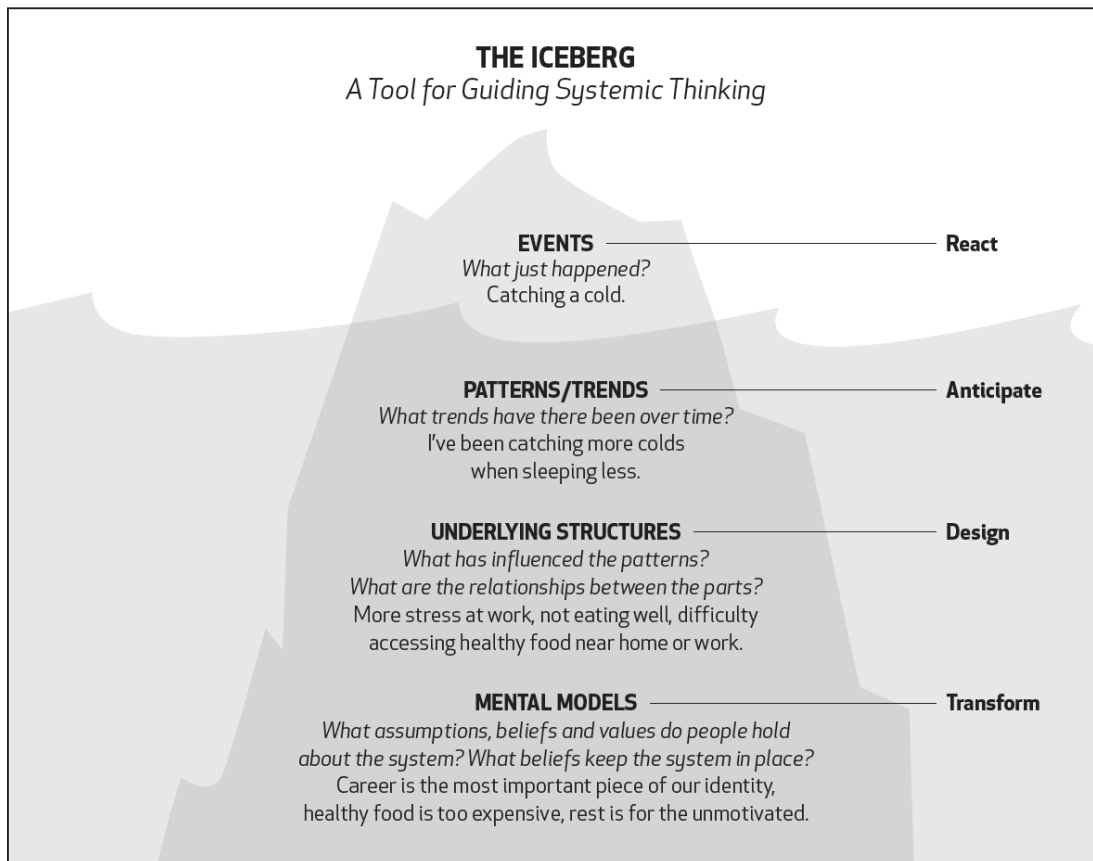 THE ICEBERG
A Tool for Guiding Systemic Thinking
EVENTS
React
What just happened?
Catching a cold.
PATTERNS/TRENDS
Anticipate
What trends have there been over time?
I've been catching more colds
when sleeping less.
UNDERLYING STRUCTURES
Design
What has influenced the patterns?
What are the relationships between the parts?
More stress at work, not eating well, difficulty
accessing healthy food near home or work.
MENTAL MODELS
Transform
What assumptions, beliefs and values do people hold
about the system? What beliefs keep the system in place?
Career is the most important piece of our identity,
healthy food is too expensive, rest is for the unmotivated.